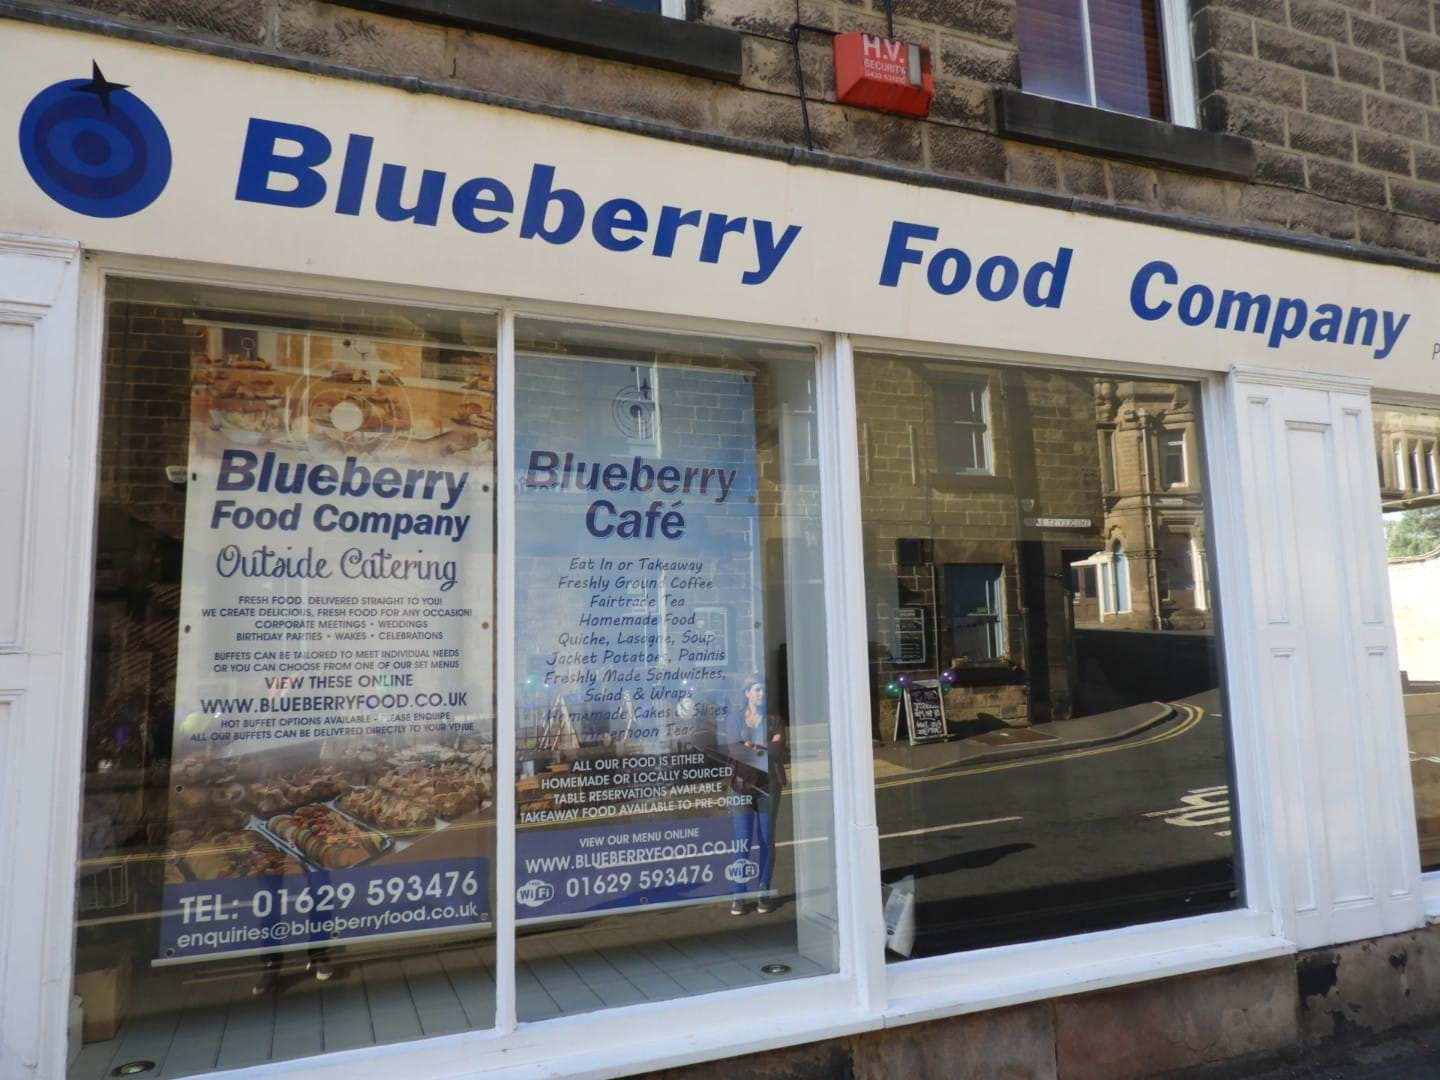 H.V.
SECURITY
Blueberry Food Company
Blueberry
Food Company
Outside Catering
FRESH FOOD, DELIVERED STRAIGHT TO YOU!
WE CREATE DELICIOUS, FRESH FOOD FOR ANY OCCASION!
CORPORATE MEETINGS • WEDDINGS
BIRTHDAY PARTIES • WAKES • CELEBRATIONS
BUFFETS CAN BE TAILORED TO MEET INDIVIDUAL NEEDS
OR YOU CAN CHOOSE FROM ONE OF OUR SET MENUS
VIEW THESE ONLINE
WWW.BLUEBERRYFOOD.CO.UK
HOT BUFFET OPTIONS AVAILABLE - PLEASE ENQUIRE
ALL OUR BUFFETS CAN BE DELIVERED DIRECTLY TO YOUR VENUE
TEL: 01629 593476
enquiries@blueberryfood.co.uk
Blueberry
Café
Eat In or Takeaway
Freshly Ground Coffee
Fairtrade Tea
Homemade Food
Quiche, Lasagne, Soup
Jacket Potatoes, Paninis
Freshly Made Sandwiches,
Salads & Wraps
Homemade Cakes & Slices
Afternoon Teas
ALL OUR FOOD IS EITHER
HOMEMADE OR LOCALLY SOURCED
TABLE RESERVATIONS AVAILABLE
TAKEAWAY FOOD AVAILABLE TO PRE-ORDER
VIEW OUR MENU ONLINE
WWW.BLUEBERRYFOOD.CO.UK
WiFi 01629 593476 WiFi